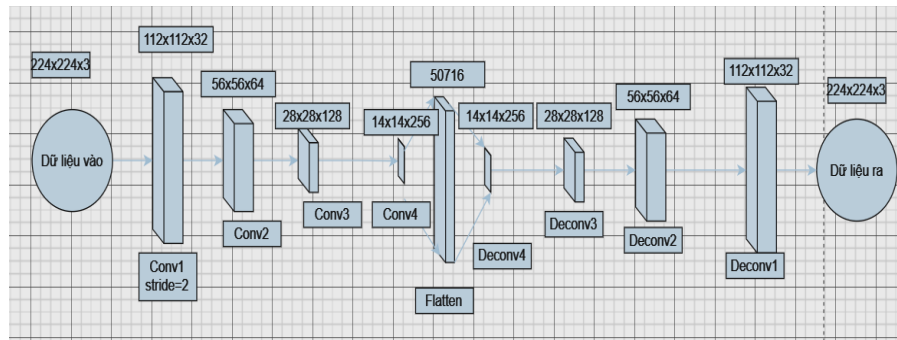 112x112x32
224x224x3
56x56x64
28x28x128
14x14x256
50716
14x14x256
28x28x128
56x56x64
112x112x32
224x224x3
Dữ liệu vào
Dữ liệu ra
Conv1
stride=2
Conv2
Conv3
Conv4
Flatten
Deconv4
Deconv3
Deconv2
Deconv1